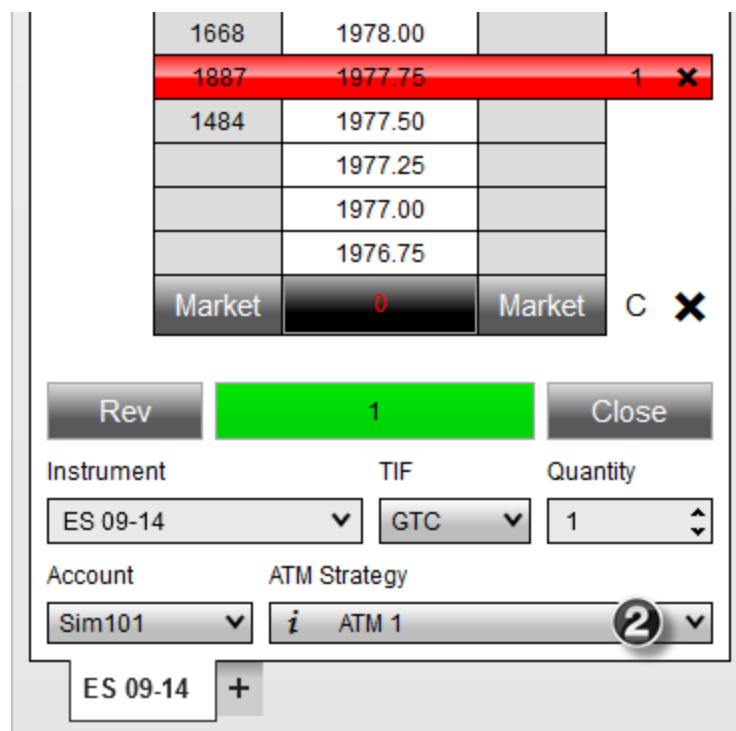 1668 1978.00
1887 1977.75 1 ✖
1484 1977.50
1977.25
1977.00
1976.75
Market 0 Market C ✖
Rev 1 Close
Instrument TIF Quantity
ES 09-14 GTC 1
Account ATM Strategy
Sim101 i ATM 1 2
ES 09-14 +